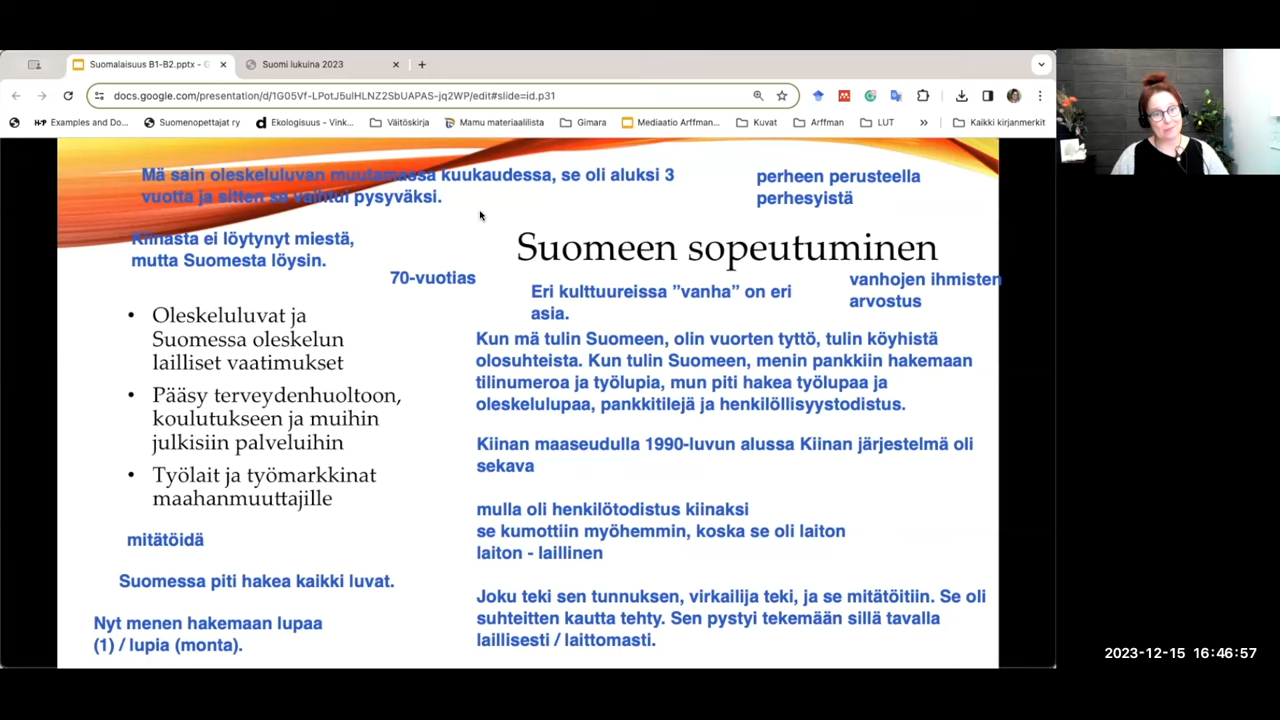 Suomalaisuus B1-B2.pptx - G
Suomi lukuina 2023
docs.google.com/presentation/d/1G05Vf-LPotJ5ulHLNZ2SbUAPAS-jq2WP/edit#slide=id.p31
Examples and Do...
Suomenopettajat ry
Ekologisuus - Vink...
Väitöskirja
Mamu materiaalilista
Gimara
Mediaatio Arffman...
Kuvat
Arffman
LUT
»
Kaikki kirjanmerkit
Mä sain oleskeluluvan muutamassa kuukaudessa, se oli aluksi 3
vuotta ja sitten se vaihtui pysyväksi.
perheen perusteella
perhesyistä
Kiinasta ei löytynyt miestä,
mutta Suomesta löysin.
Suomeen sopeutuminen
70-vuotias
Eri kulttuureissa ”vanha” on eri
asia.
vanhojen ihmisten
arvostus
• Oleskeluluvat ja
Suomessa oleskelun
lailliset vaatimukset
• Pääsy terveydenhuoltoon,
koulutukseen ja muihin
julkisiin palveluihin
• Työlait ja työmarkkinat
maahanmuuttajille
mitätöidä
Suomessa piti hakea kaikki luvat.
Nyt menen hakemaan lupaa
(1) / lupia (monta).
Kun mä tulin Suomeen, olin vuorten tyttö, tulin köyhistä
olosuhteista. Kun tulin Suomeen, menin pankkiin hakemaan
tilinumeroa ja työlupia, mun piti hakea työlupaa ja
oleskelulupaa, pankkitilejä ja henkilöllisyystodistus.
Kiinan maaseudulla 1990-luvun alussa Kiinan järjestelmä oli
sekava
mulla oli henkilötodistus kiinaksi
se kumottiin myöhemmin, koska se oli laiton
laiton - laillinen
Joku teki sen tunnuksen, virkailija teki, ja se mitätöitiin. Se oli
suhteitten kautta tehty. Sen pystyi tekemään sillä tavalla
laillisesti / laittomasti.
2023-12-15 16:46:57